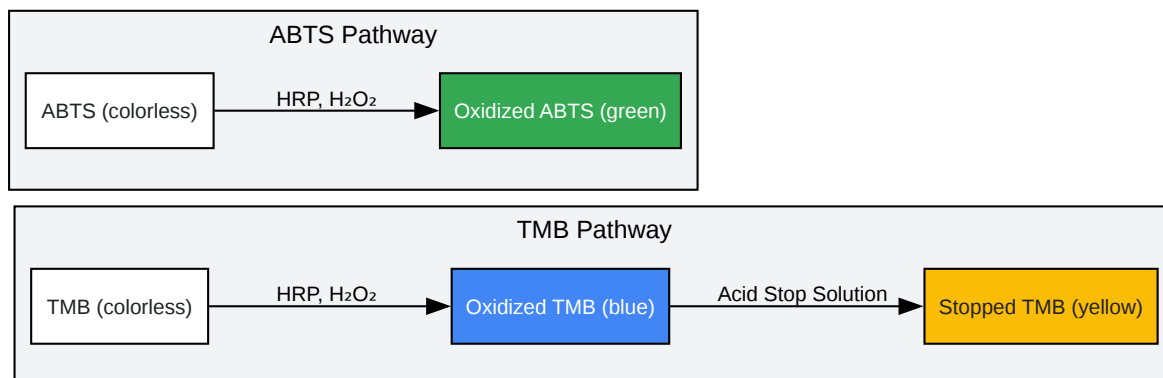 ABTS Pathway
ABTS (colorless)
HRP, H₂O₂
Oxidized ABTS (green)
TMB Pathway
TMB (colorless)
HRP, H₂O₂
Oxidized TMB (blue)
Acid Stop Solution
Stopped TMB (yellow)